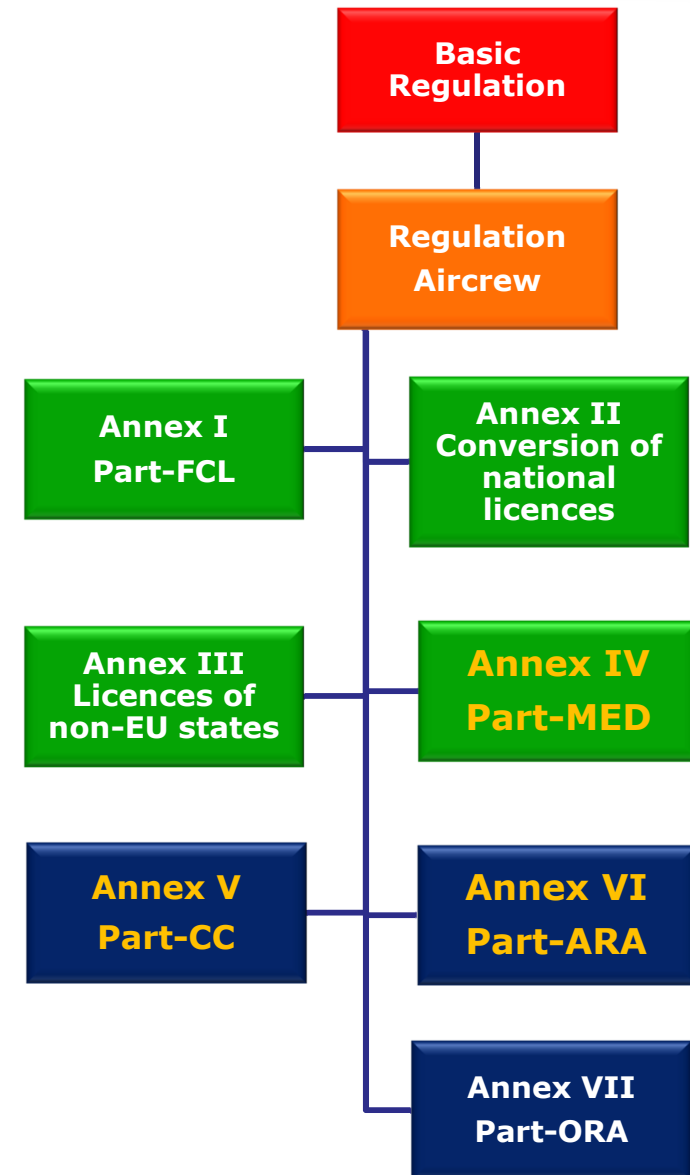 Basic
Regulation
Regulation
Aircrew
Annex I
Part-FCL
Annex II
Conversion of
national
licences
Annex III
Licences of
non-EU states
Annex IV
Part-MED
Annex V
Part-CC
Annex VI
Part-ARA
Annex VII
Part-ORA